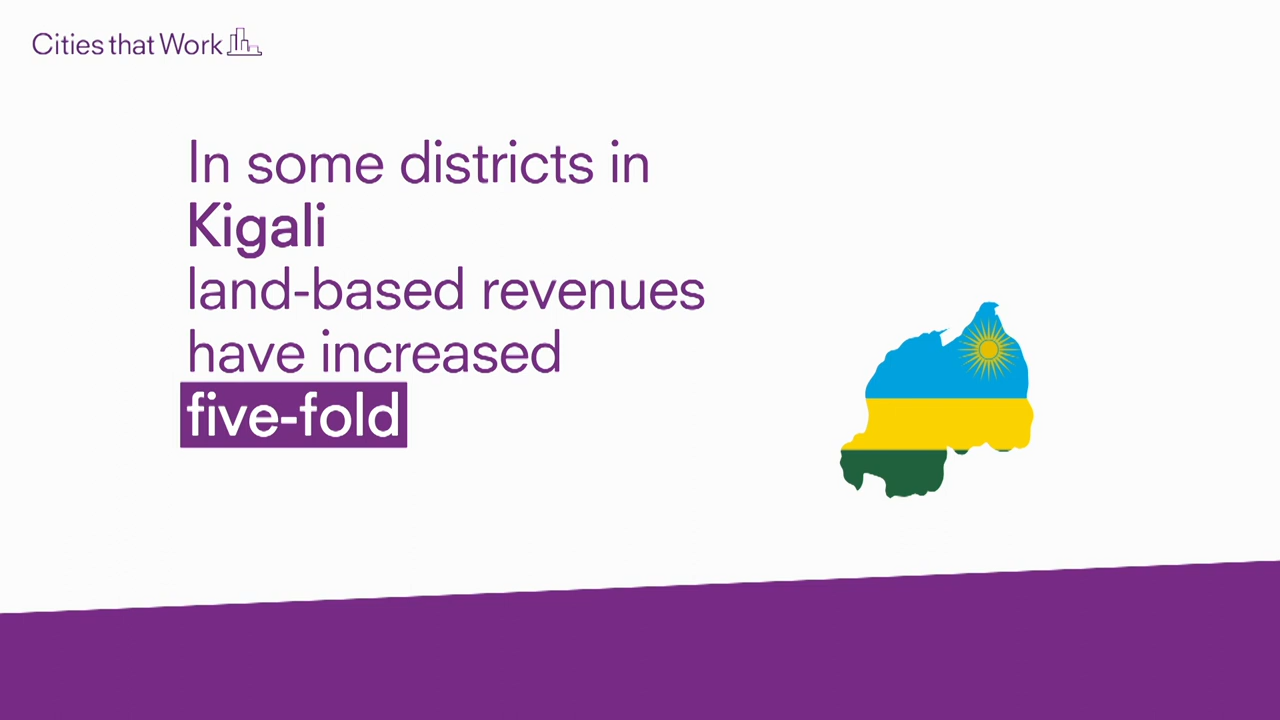 Cities that Work
In some districts in
Kigali
land-based revenues
have increased
five-fold